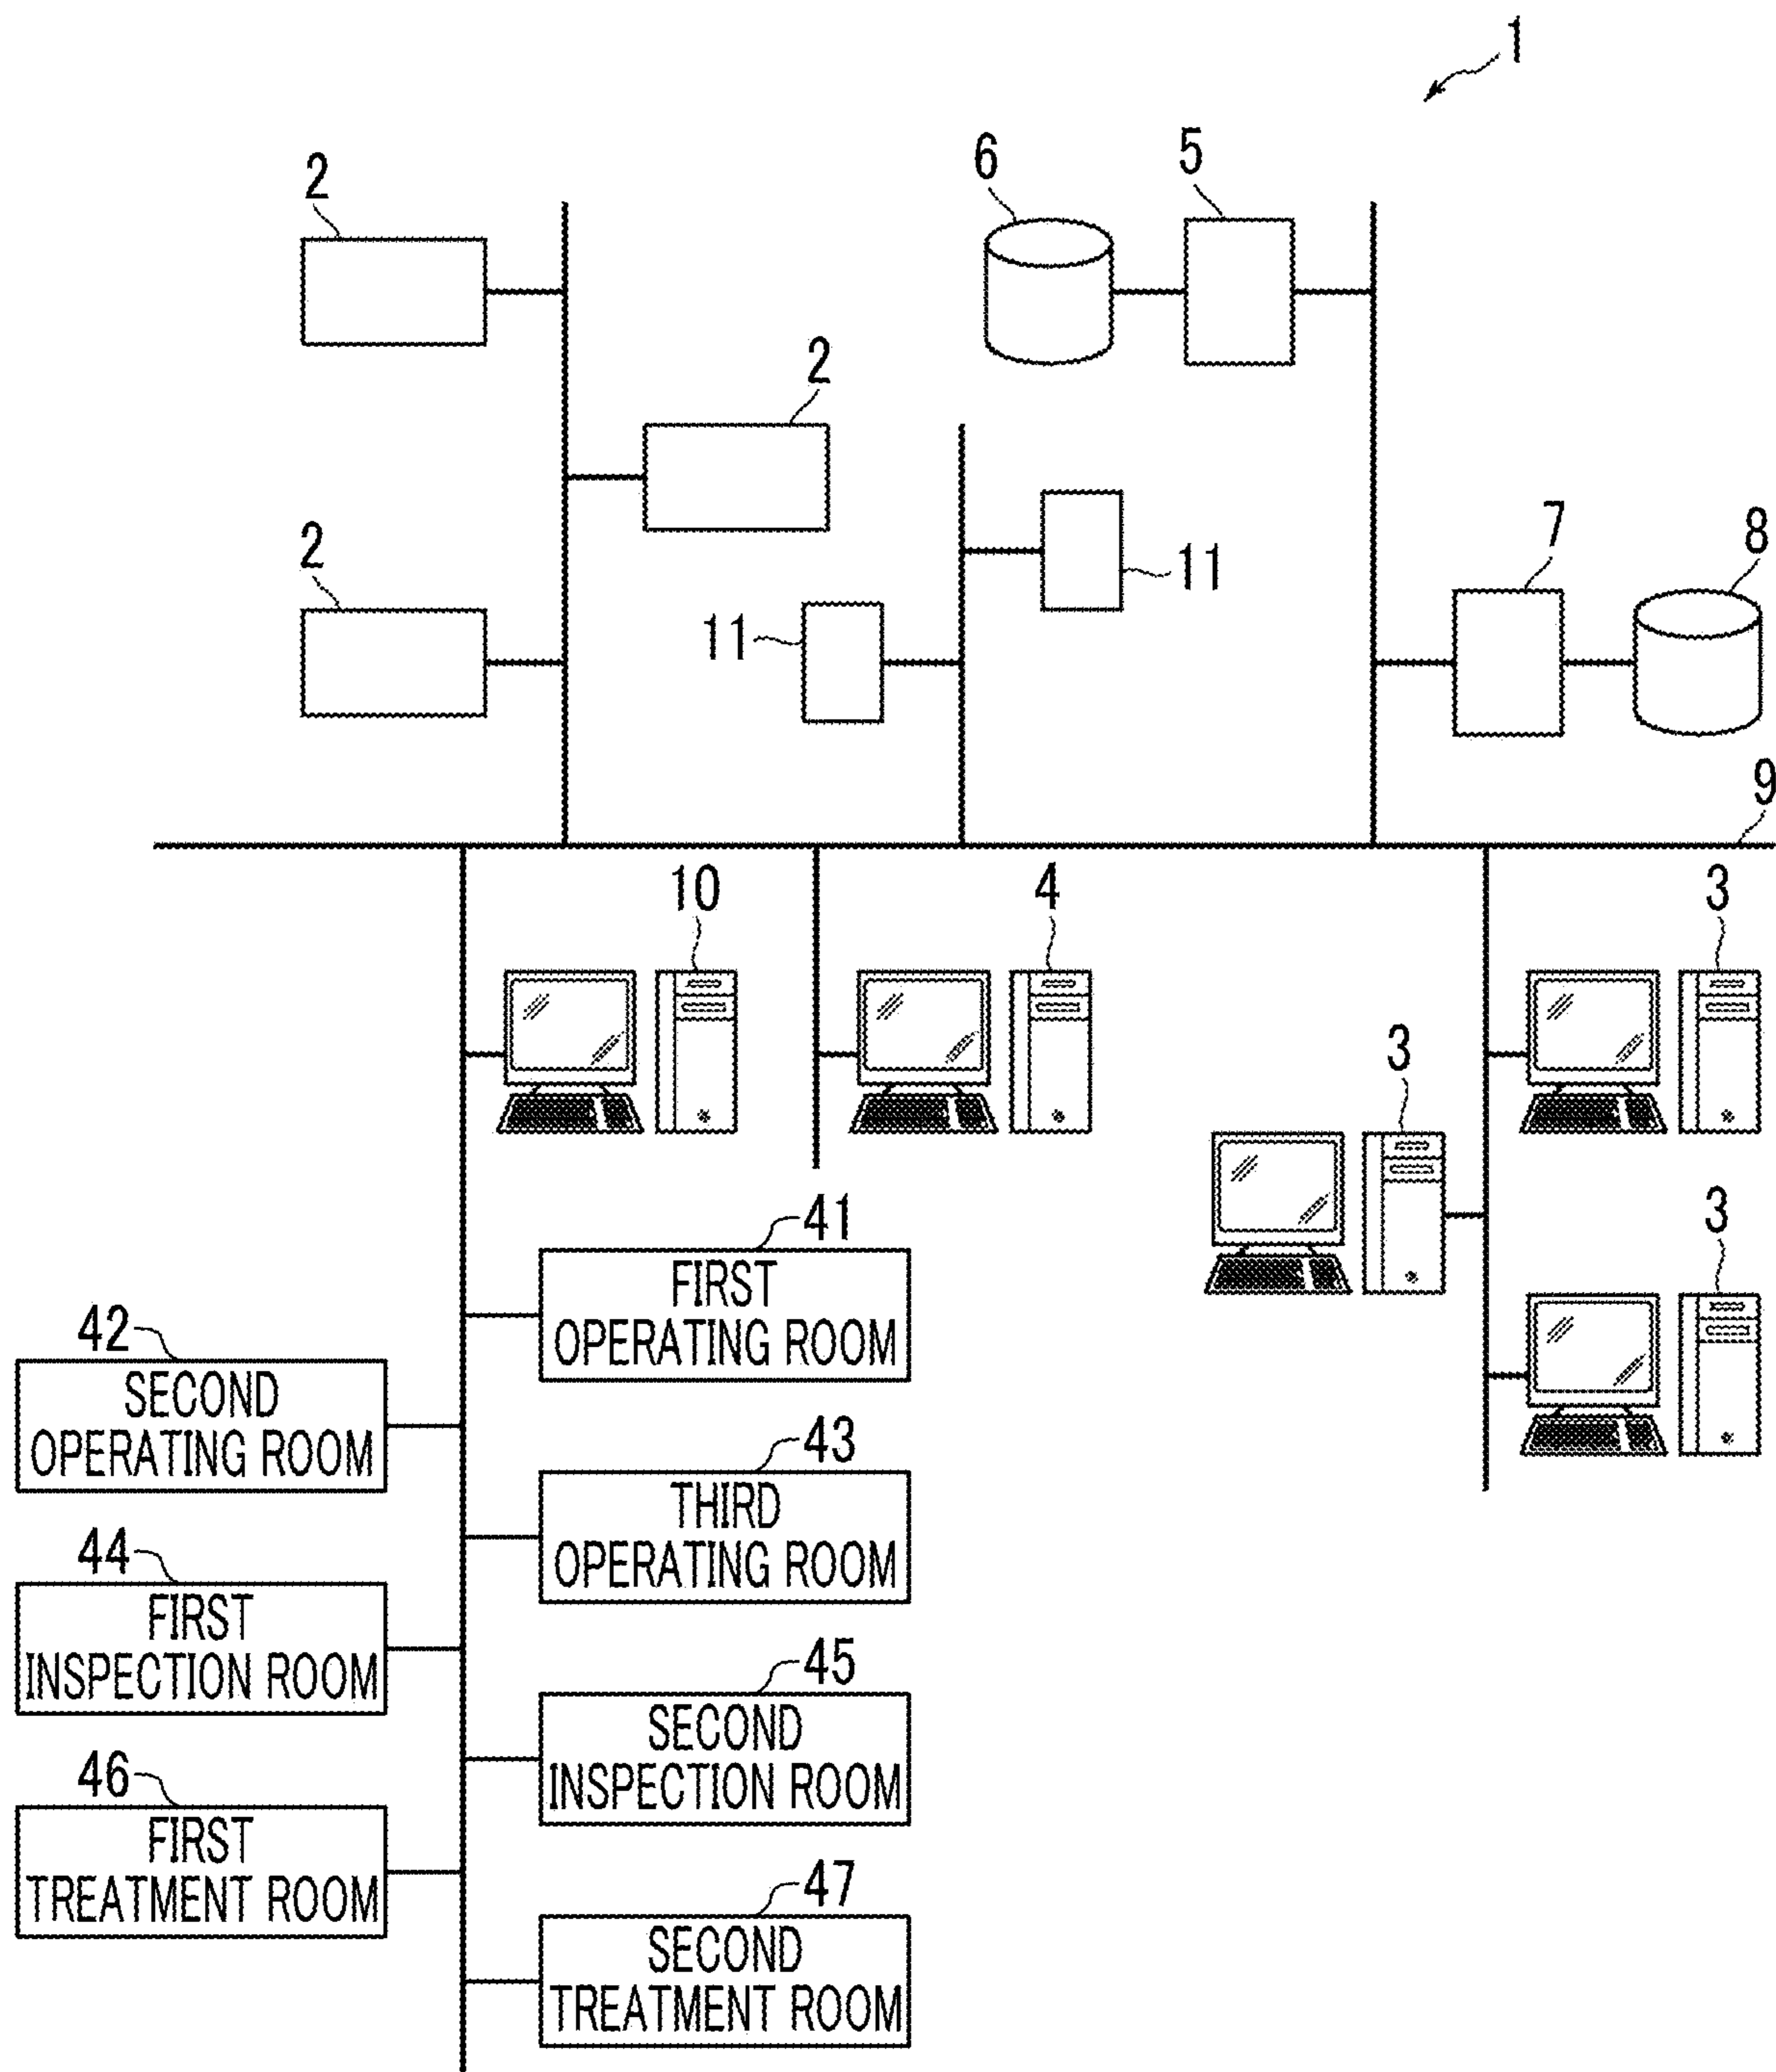 1
6
5
2
2
7
8
2
11
11
9
10
4
3
3
41
FIRST
OPERATING ROOM
3
42
SECOND
OPERATING ROOM
43
THIRD
OPERATING ROOM
44
FIRST
INSPECTION ROOM
45
SECOND
INSPECTION ROOM
46
FIRST
TREATMENT ROOM
47
SECOND
TREATMENT ROOM